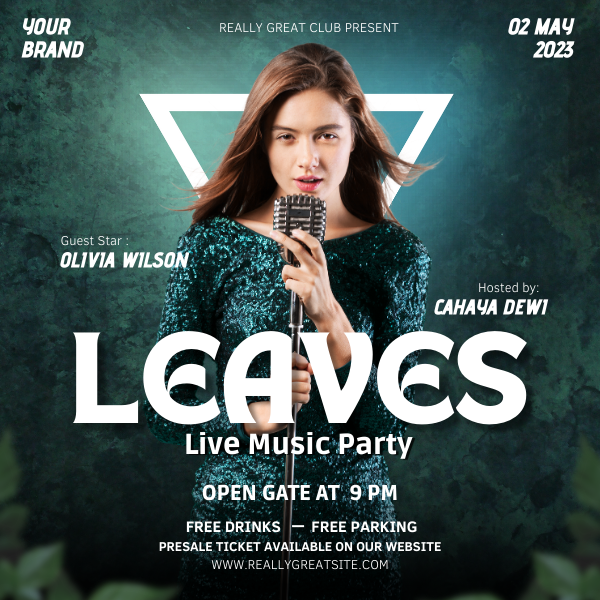 YOUR
BRAND
REALLY GREAT CLUB PRESENT
02 MAY
2023
Guest Star :
OLIVIA WILSON
Hosted by:
CAHAYA DEWI
LEAVES
Live Music Party
OPEN GATE AT 9 PM
FREE DRINKS — FREE PARKING
PRESALE TICKET AVAILABLE ON OUR WEBSITE
WWW.REALLYGREATSITE.COM